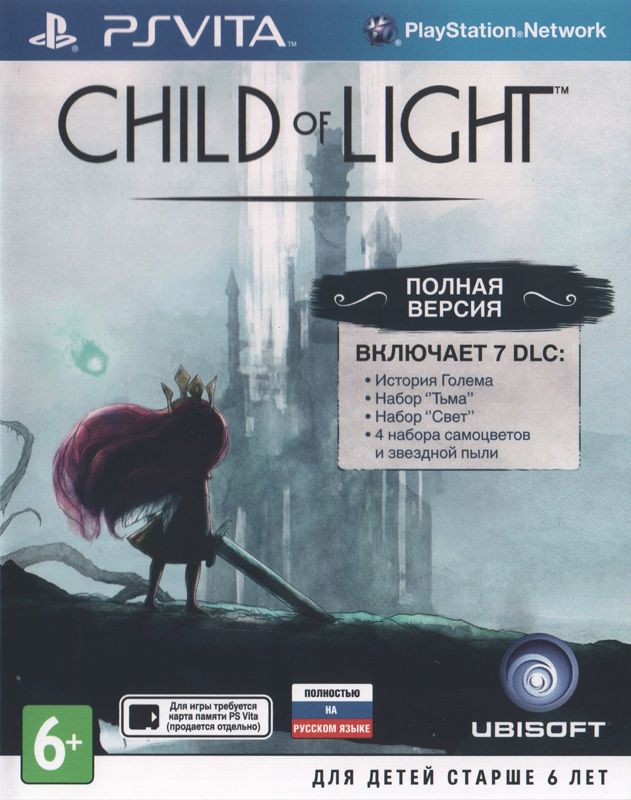 PSVITA™
PlayStation®Network
CHILD OF LIGHT™
ПОЛНАЯ
ВЕРСИЯ
ВКЛЮЧАЕТ 7 DLC:
• История Голема
• Набор "Тьма"
• Набор "Свет"
• 4 набора самоцветов
и звездной пыли
Для игры требуется
карта памяти PS Vita
(продается отдельно)
ПОЛНОСТЬЮ
НА
РУССКОМ ЯЗЫКЕ
UBISOFT
6+
ДЛЯ ДЕТЕЙ СТАРШЕ 6 ЛЕТ